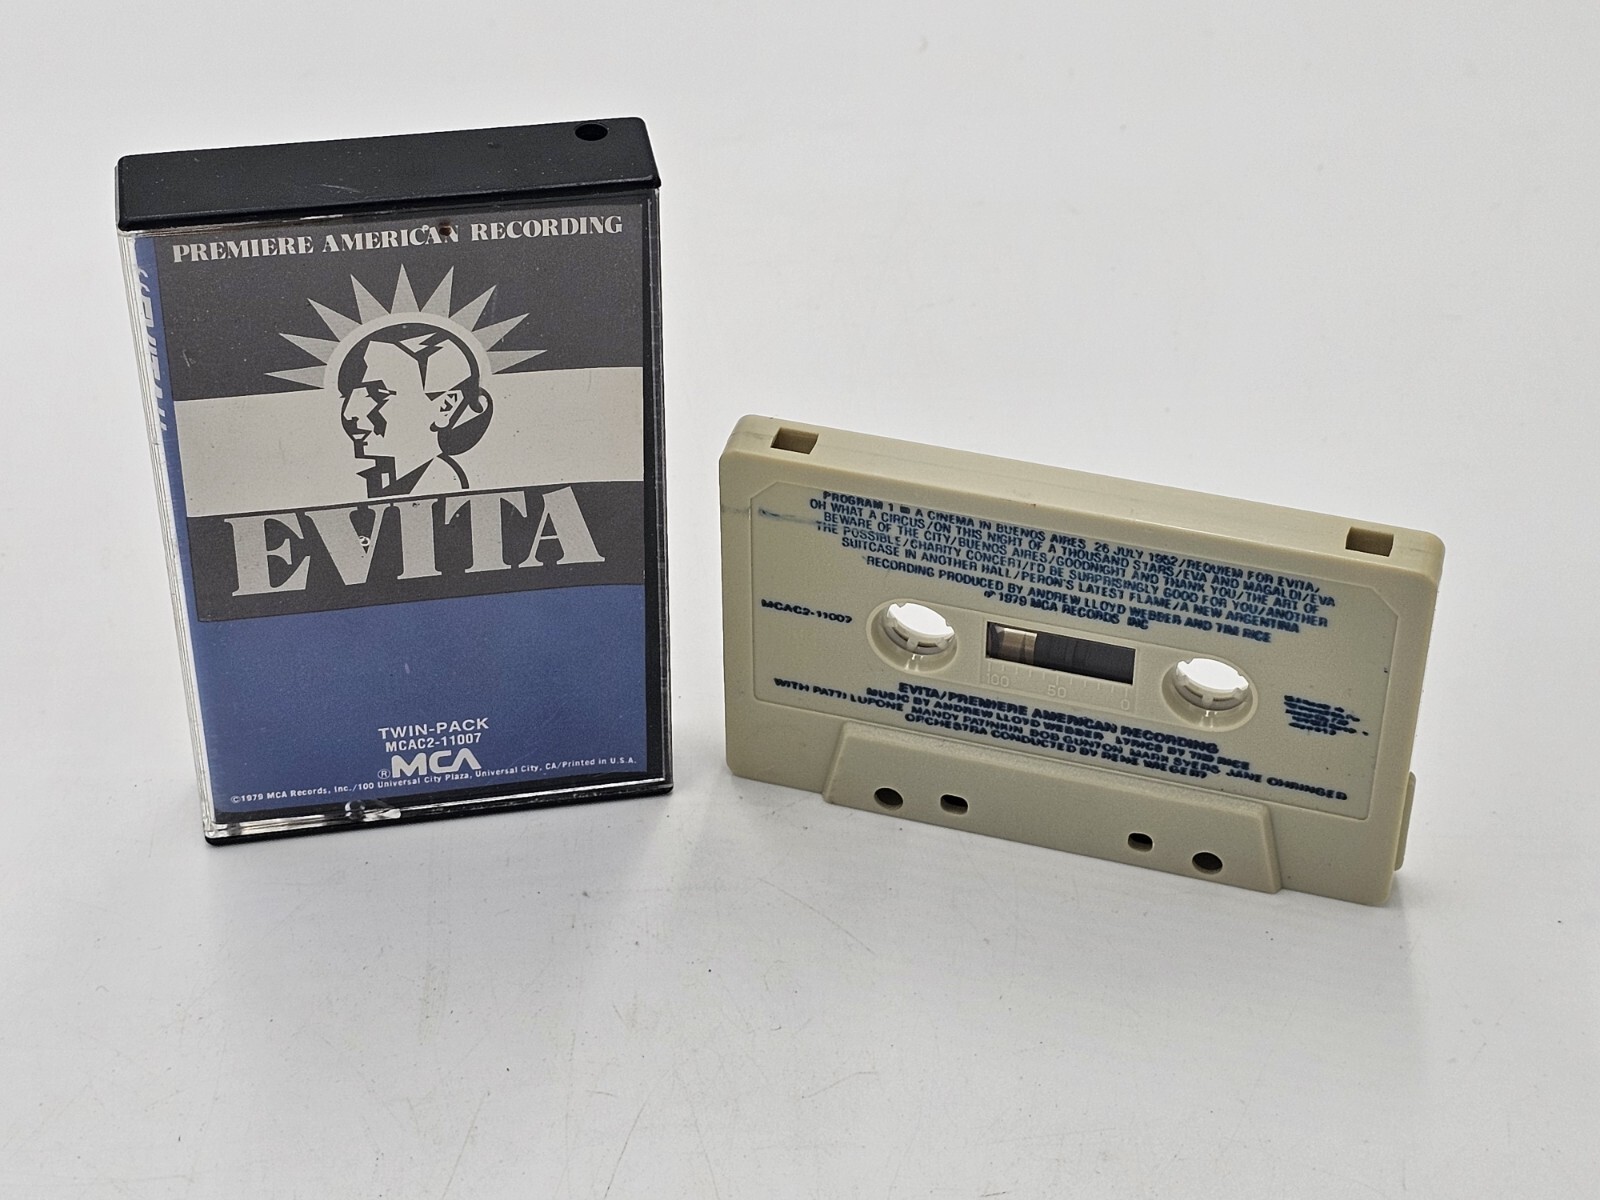 PREMIERE AMERICAN RECORDING
EVITA
TWIN-PACK
MCAC2-11007
®MCA
©1979 MCA Records, Inc./100 Universal City Plaza, Universal City, CA/Printed in U.S.A.
"EVITA"
PROGRAM 1 A CINEMA IN BUENOS AIRES 26 JULY 1952/REQUIEM FOR EVITA,
OH WHAT A CIRCUS/ON THIS NIGHT OF A THOUSAND STARS/EVA AND MAGALDI/EVA
BEWARE OF THE CITY/BUENOS AIRES/GOODNIGHT AND THANK YOU/THE ART OF
THE POSSIBLE/CHARITY CONCERT/I'D BE SURPRISINGLY GOOD FOR YOU/ANOTHER
SUITCASE IN ANOTHER HALL/PERON'S LATEST FLAME/A NEW ARGENTINA
RECORDING PRODUCED BY ANDREW LLOYD WEBBER AND TIM RICE
℗ 1979 MCA RECORDS INC
MCAC2-11007
100 50 0
EVITA/PREMIERE AMERICAN RECORDING
MUSIC BY ANDREW LLOYD WEBBER LYRICS BY TIM RICE
WITH PATTI LUPONE MANDY PATINKIN BOB GUNTON MARK SYERS JANE OHRINGER
ORCHESTRA CONDUCTED BY RENE WIEGERT